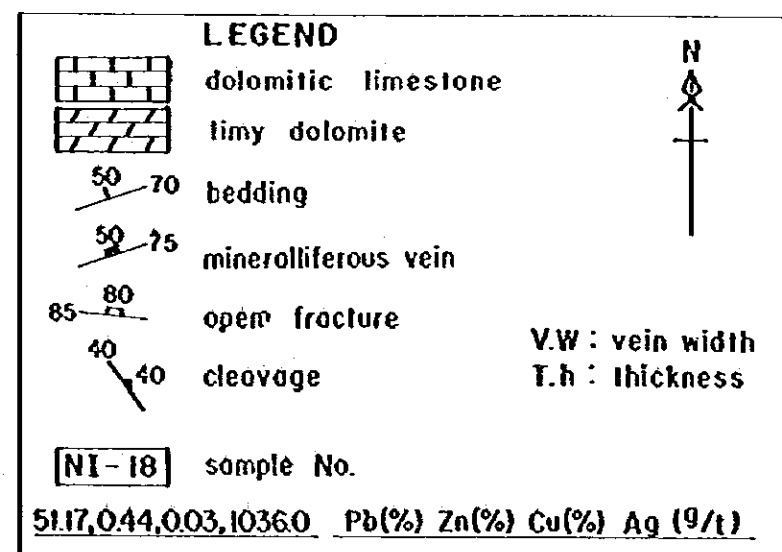 LEGEND
N
dolomitic limestone
limy dolomite
50 70 bedding
50 75 minerolliferous vein
85 80 opem fracture
40 40 cleavage
V.W : vein width
T.h : thickness
NI-18 sample No.
51.17,0.44,0.03,1036.0 Pb(%) Zn(%) Cu(%) Ag (g/t)